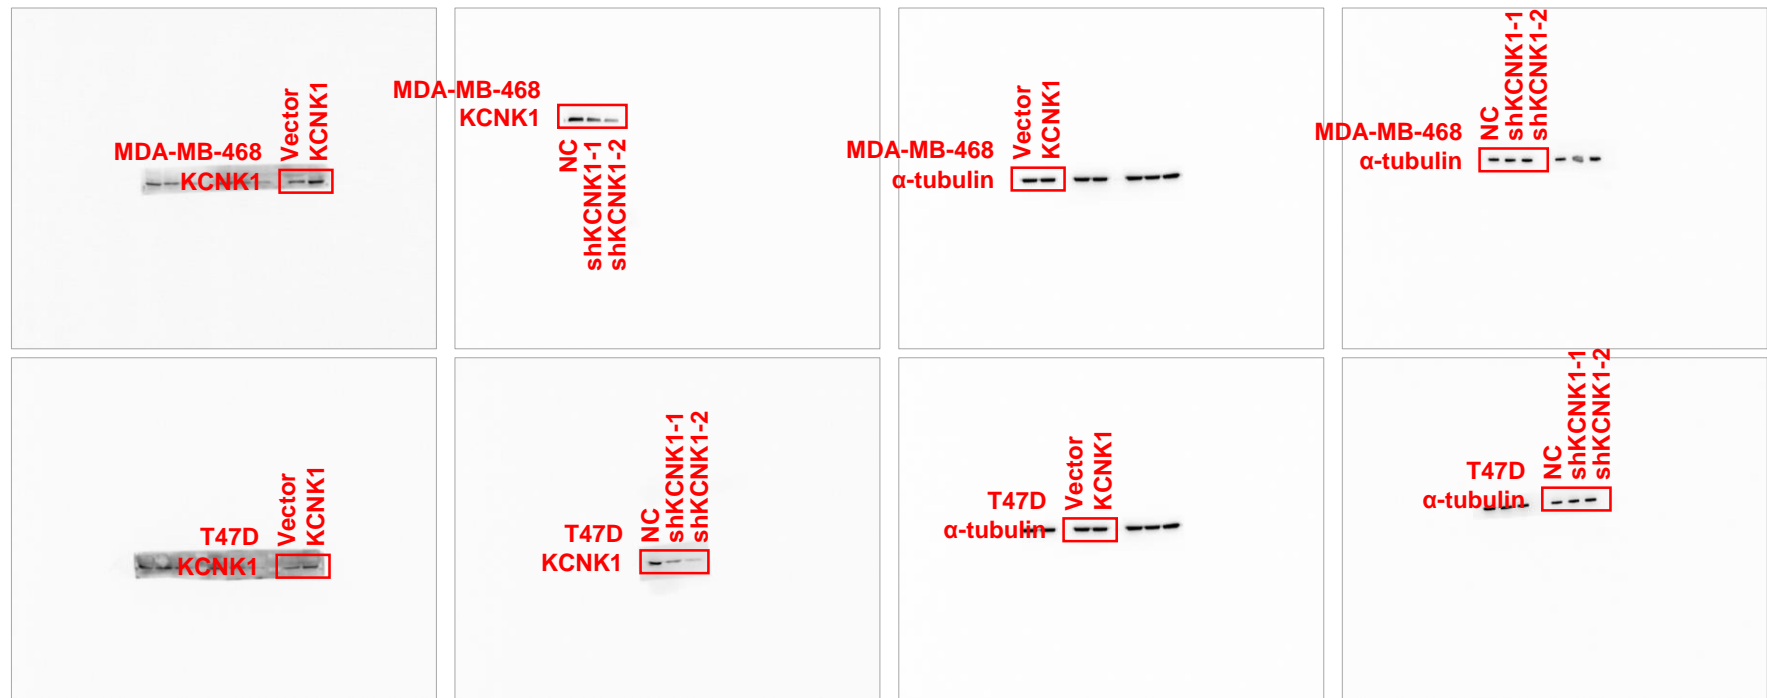 Vector
KCNK1
MDA-MB-468
KCNK1
MDA-MB-468
KCNK1
NC
shKCNK1-1
shKCNK1-2
Vector
KCNK1
MDA-MB-468
α-tubulin
NC
shKCNK1-1
shKCNK1-2
MDA-MB-468
α-tubulin
Vector
KCNK1
T47D
KCNK1
NC
shKCNK1-1
shKCNK1-2
T47D
KCNK1
Vector
KCNK1
T47D
α-tubulin
NC
shKCNK1-1
shKCNK1-2
T47D
α-tubulin